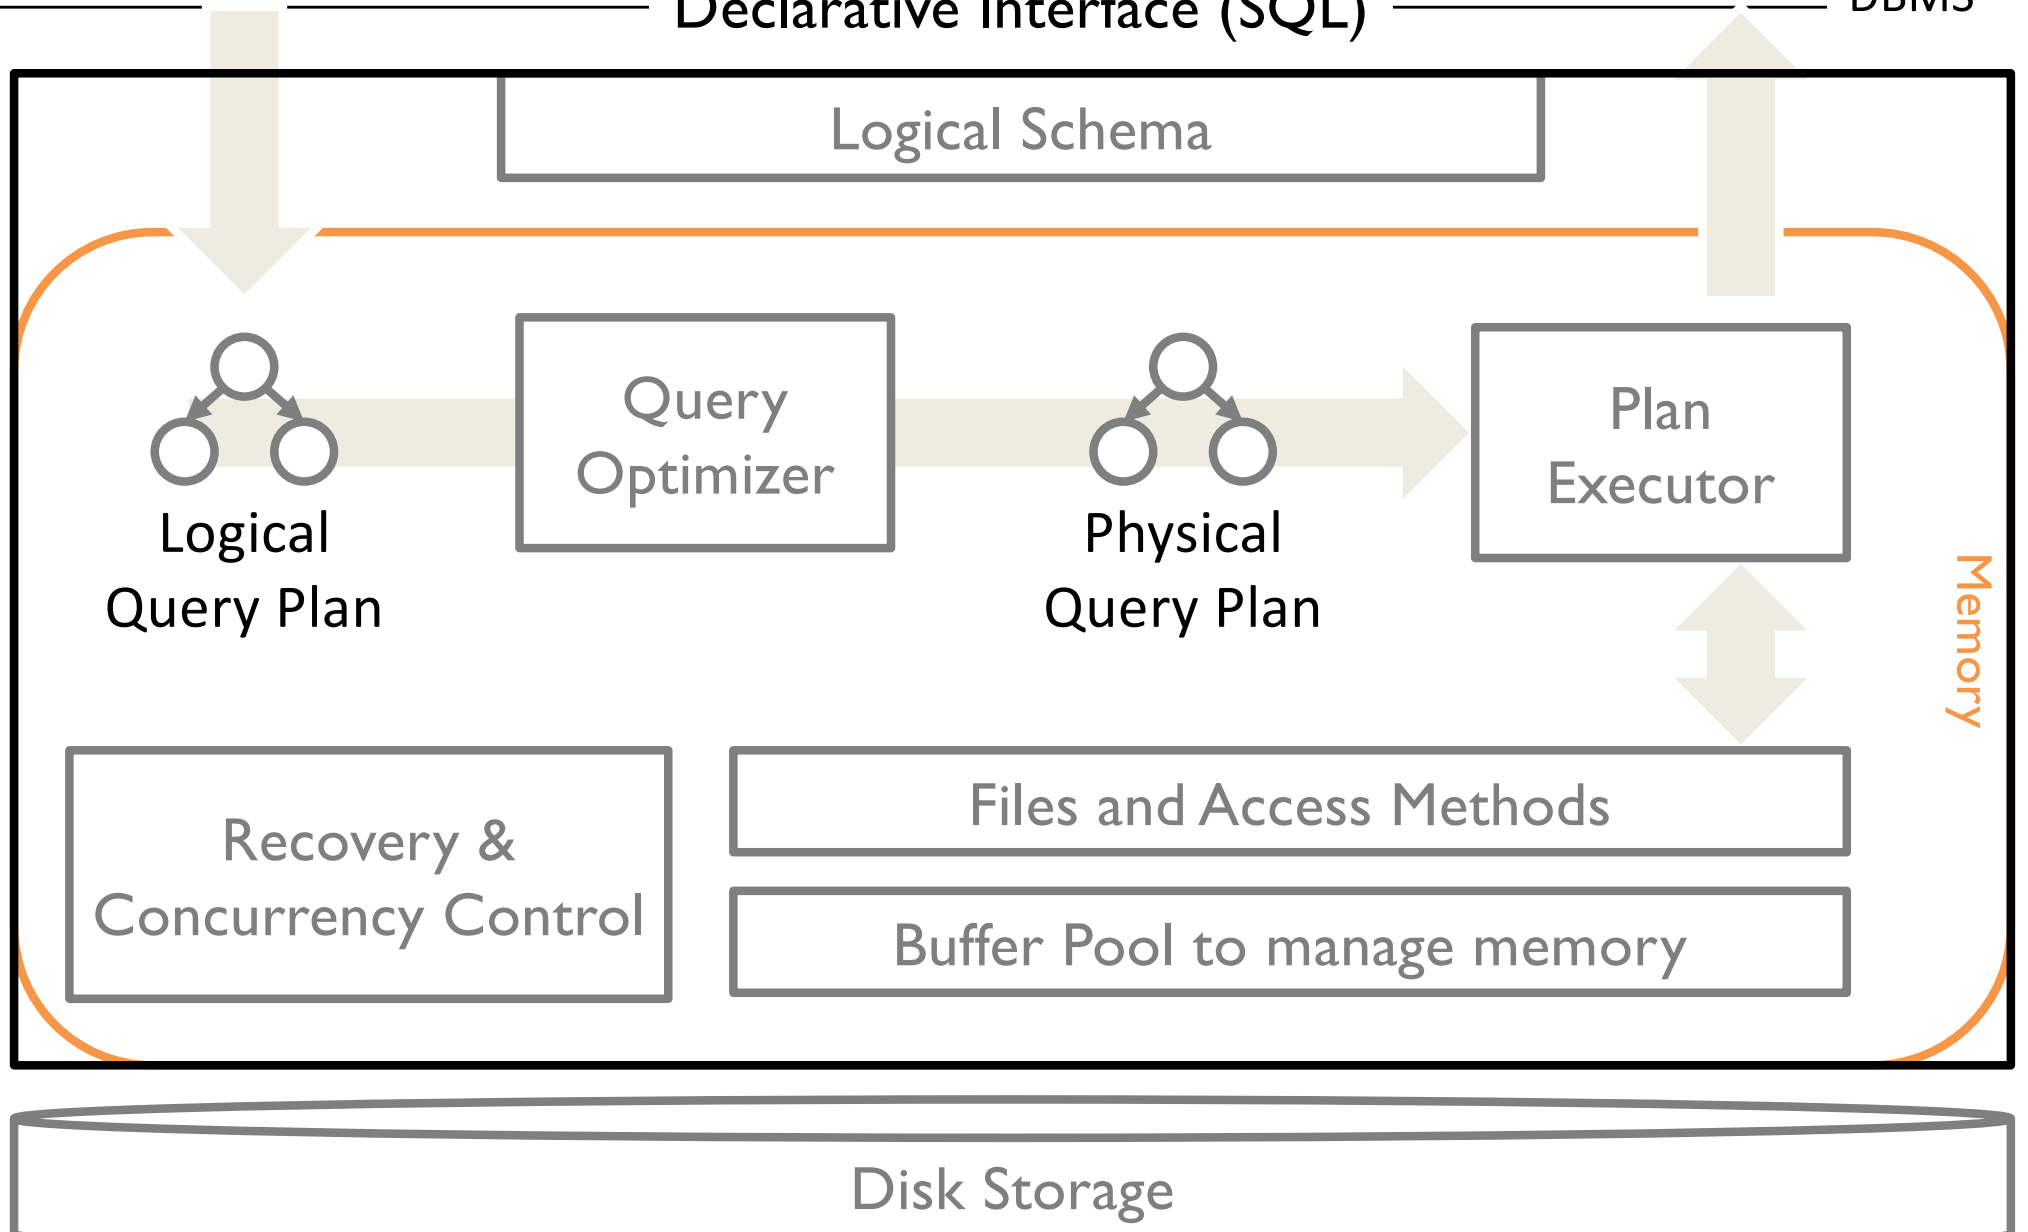 Declarative Interface (SQL)
DBMS
Logical Schema
Query
Optimizer
Plan
Executor
Logical
Query Plan
Physical
Query Plan
Memory
Recovery &
Concurrency Control
Files and Access Methods
Buffer Pool to manage memory
Disk Storage